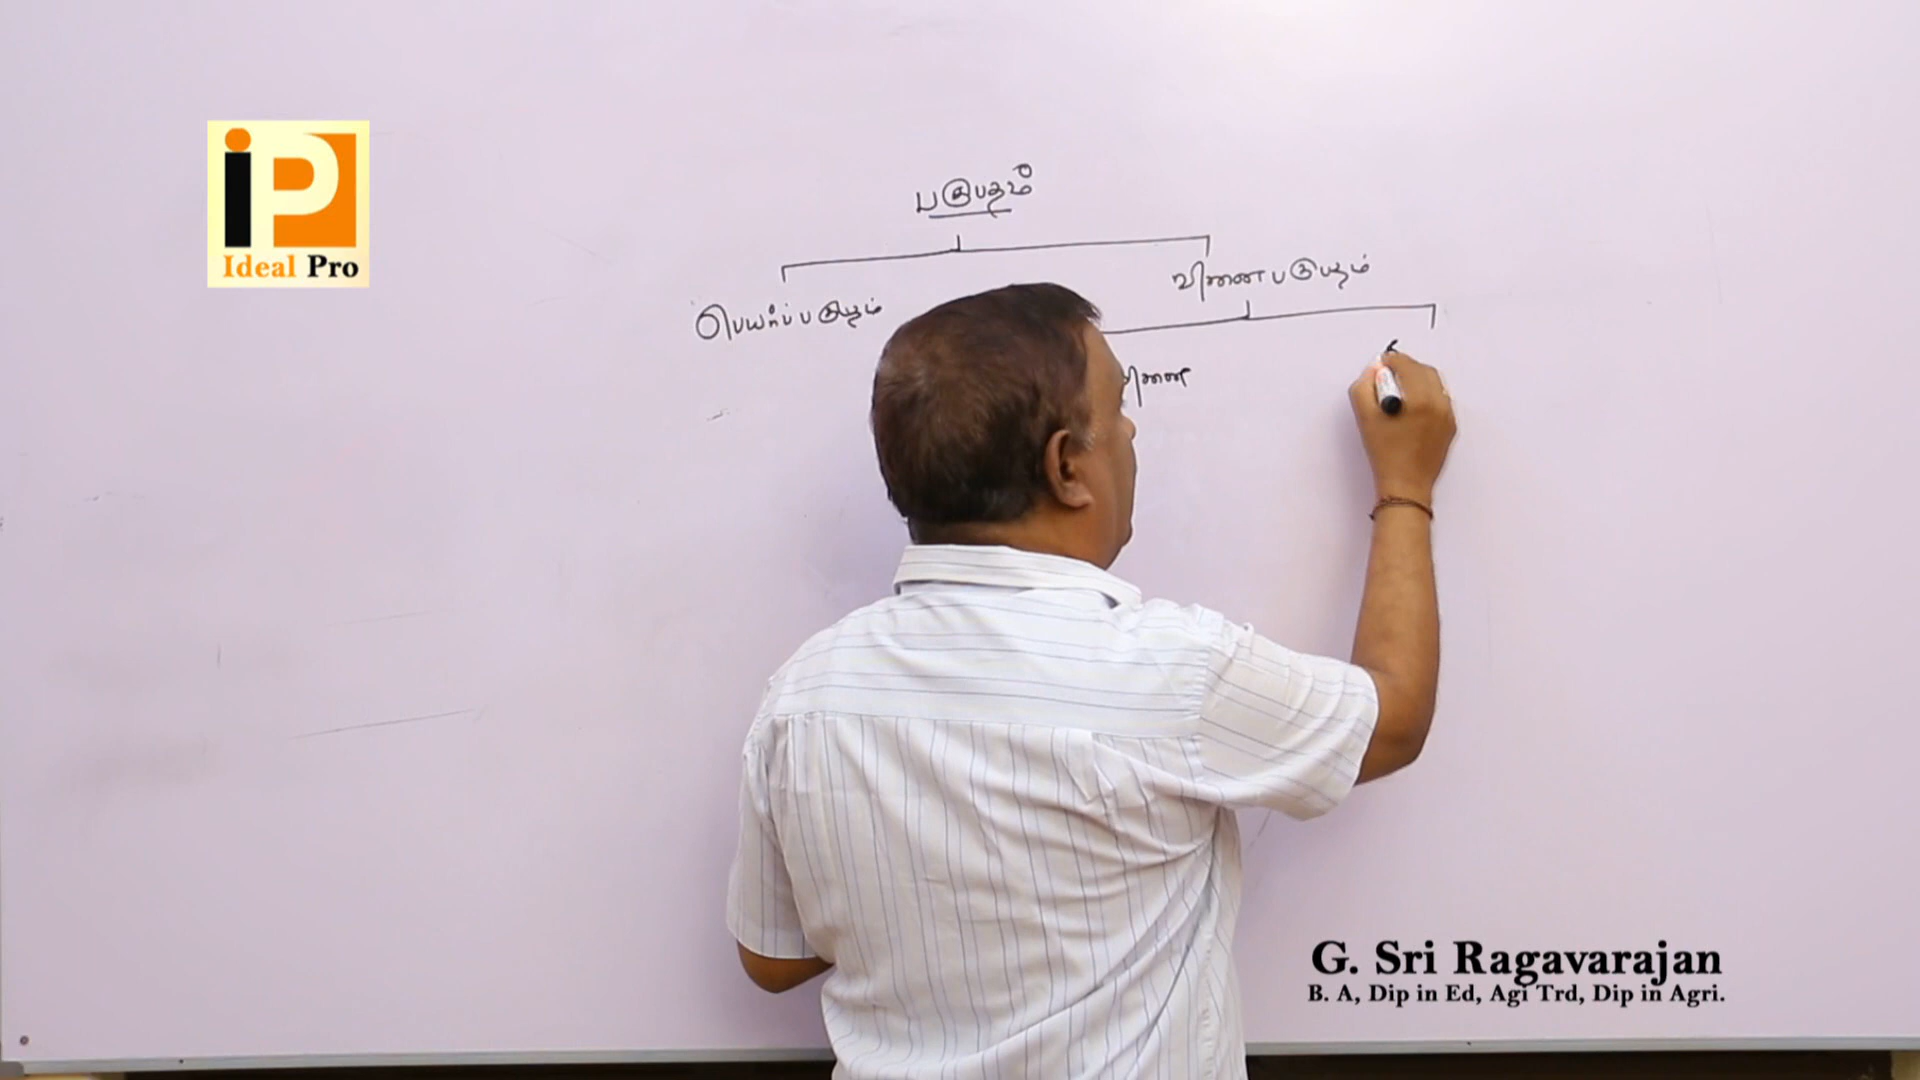 பகுபதம்
வினைபகுபதம்
பெயர்ப்பகுபதம்
வினை
iP
Ideal Pro
G. Sri Ragavarajan
B. A, Dip in Ed, Agi Trd, Dip in Agri.